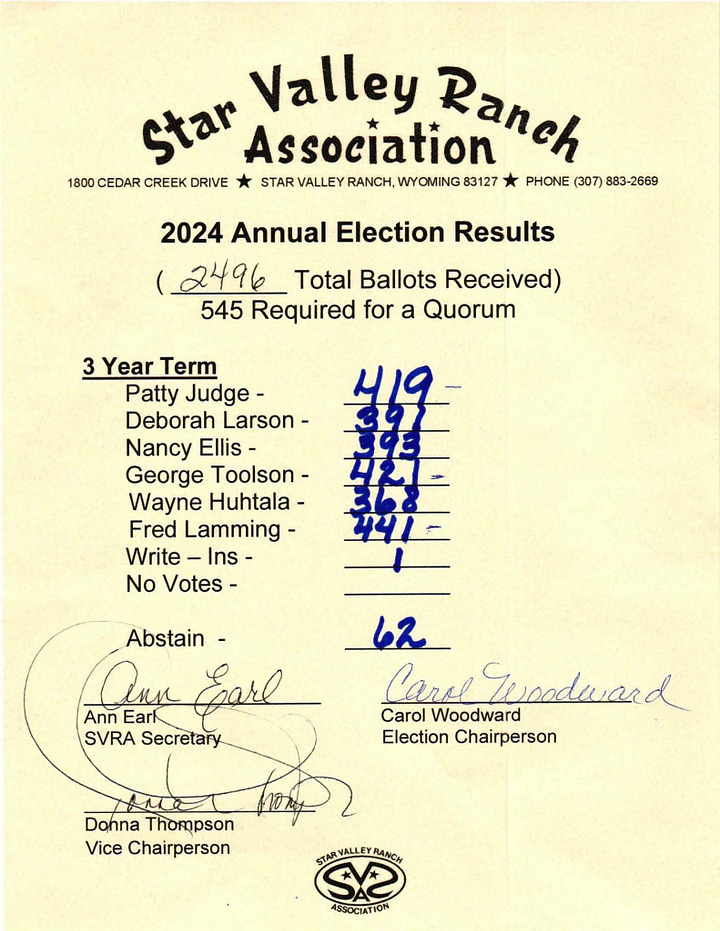 Star Valley Ranch
Association
1800 CEDAR CREEK DRIVE ★ STAR VALLEY RANCH, WYOMING 83127 ★ PHONE (307) 883-2669
2024 Annual Election Results
( 2496 Total Ballots Received)
545 Required for a Quorum
3 Year Term
Patty Judge - 419 -
Deborah Larson - 391
Nancy Ellis - 393
George Toolson - 421 -
Wayne Huhtala - 368
Fred Lamming - 441 -
Write – Ins - 1
No Votes -
Abstain - 62
Ann Earl Carol Woodward
Ann Earl Carol Woodward
SVRA Secretary Election Chairperson
Donna Thompson
Vice Chairperson
STAR VALLEY RANCH
ASSOCIATION